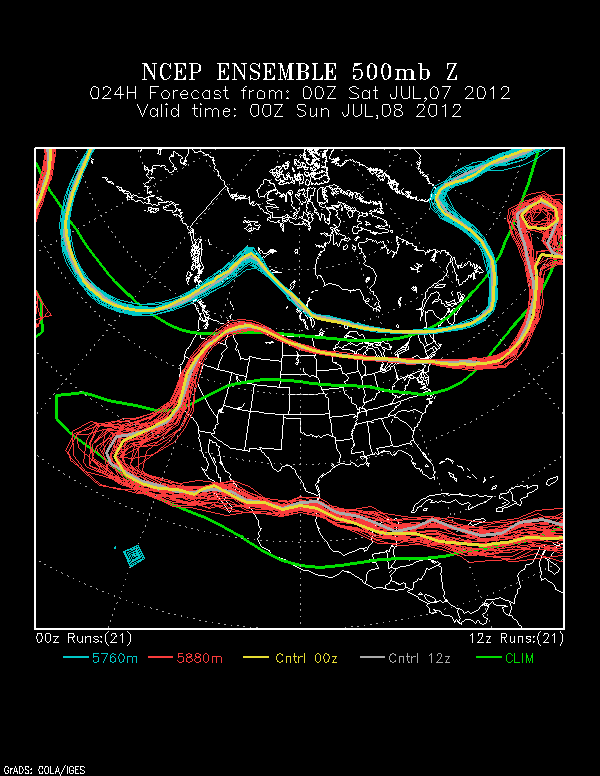 NCEP ENSEMBLE 500mb Z
024H Forecast from: 00Z Sat JUL,07 2012
Valid time: 00Z Sun JUL,08 2012
00z Runs:(21) 12z Runs:(21)
5760m 5880m Cntrl 00z Cntrl 12z CLIM
GrADS: COLA/IGES